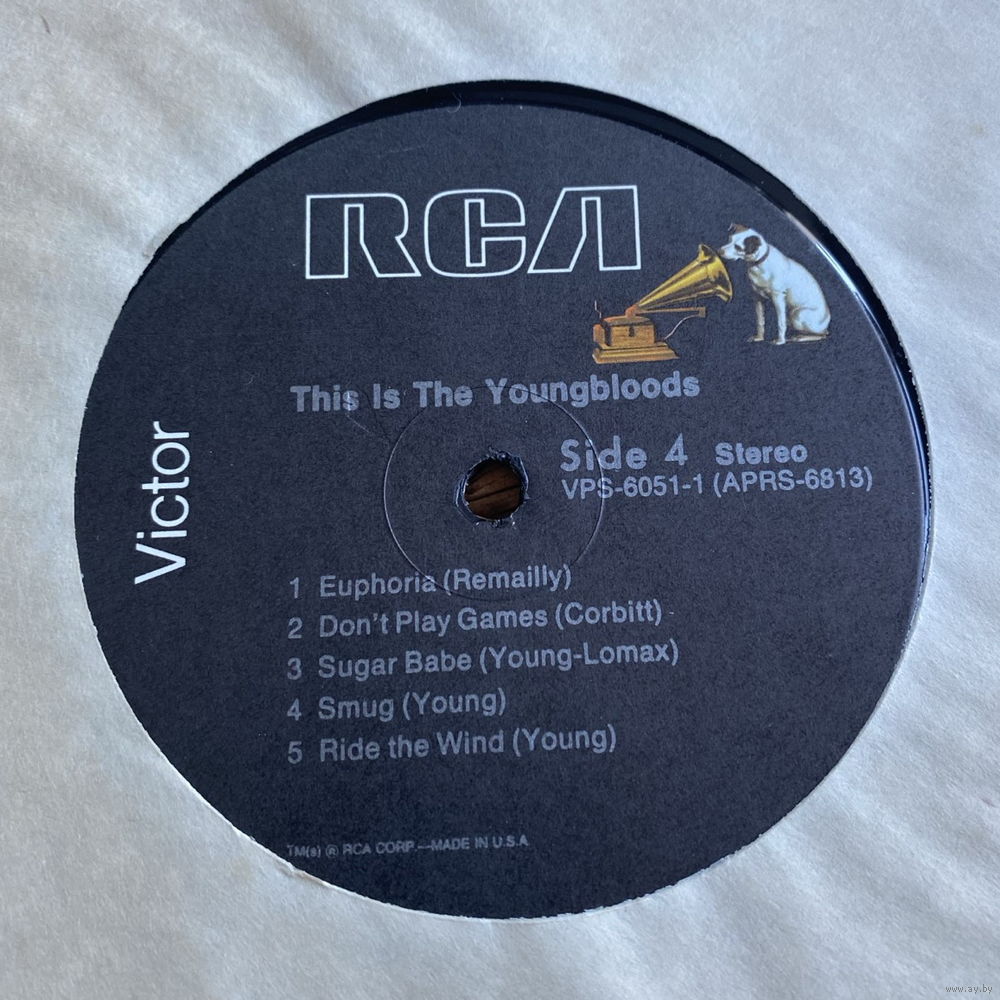 RCA
Victor
This Is The Youngbloods
Side 4 Stereo
VPS-6051-1 (APRS-6813)
1 Euphoria (Remailly)
2 Don't Play Games (Corbitt)
3 Sugar Babe (Young-Lomax)
4 Smug (Young)
5 Ride the Wind (Young)
TM(s) ® RCA CORP.—MADE IN U.S.A.
www.ay.by